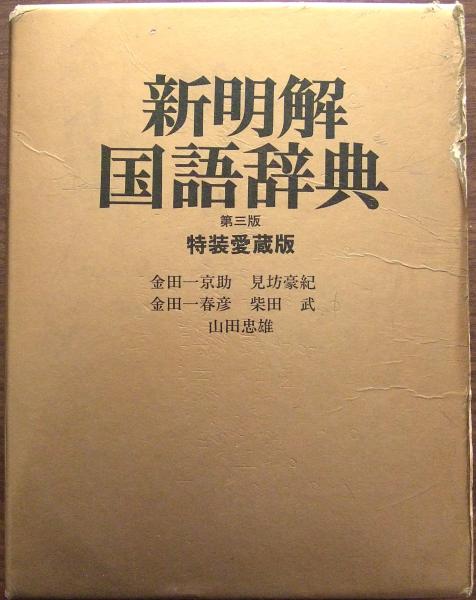 新明解
国語辞典
第三版
特装愛蔵版
金田一京助　見坊豪紀
金田一春彦　柴田　武
山田忠雄